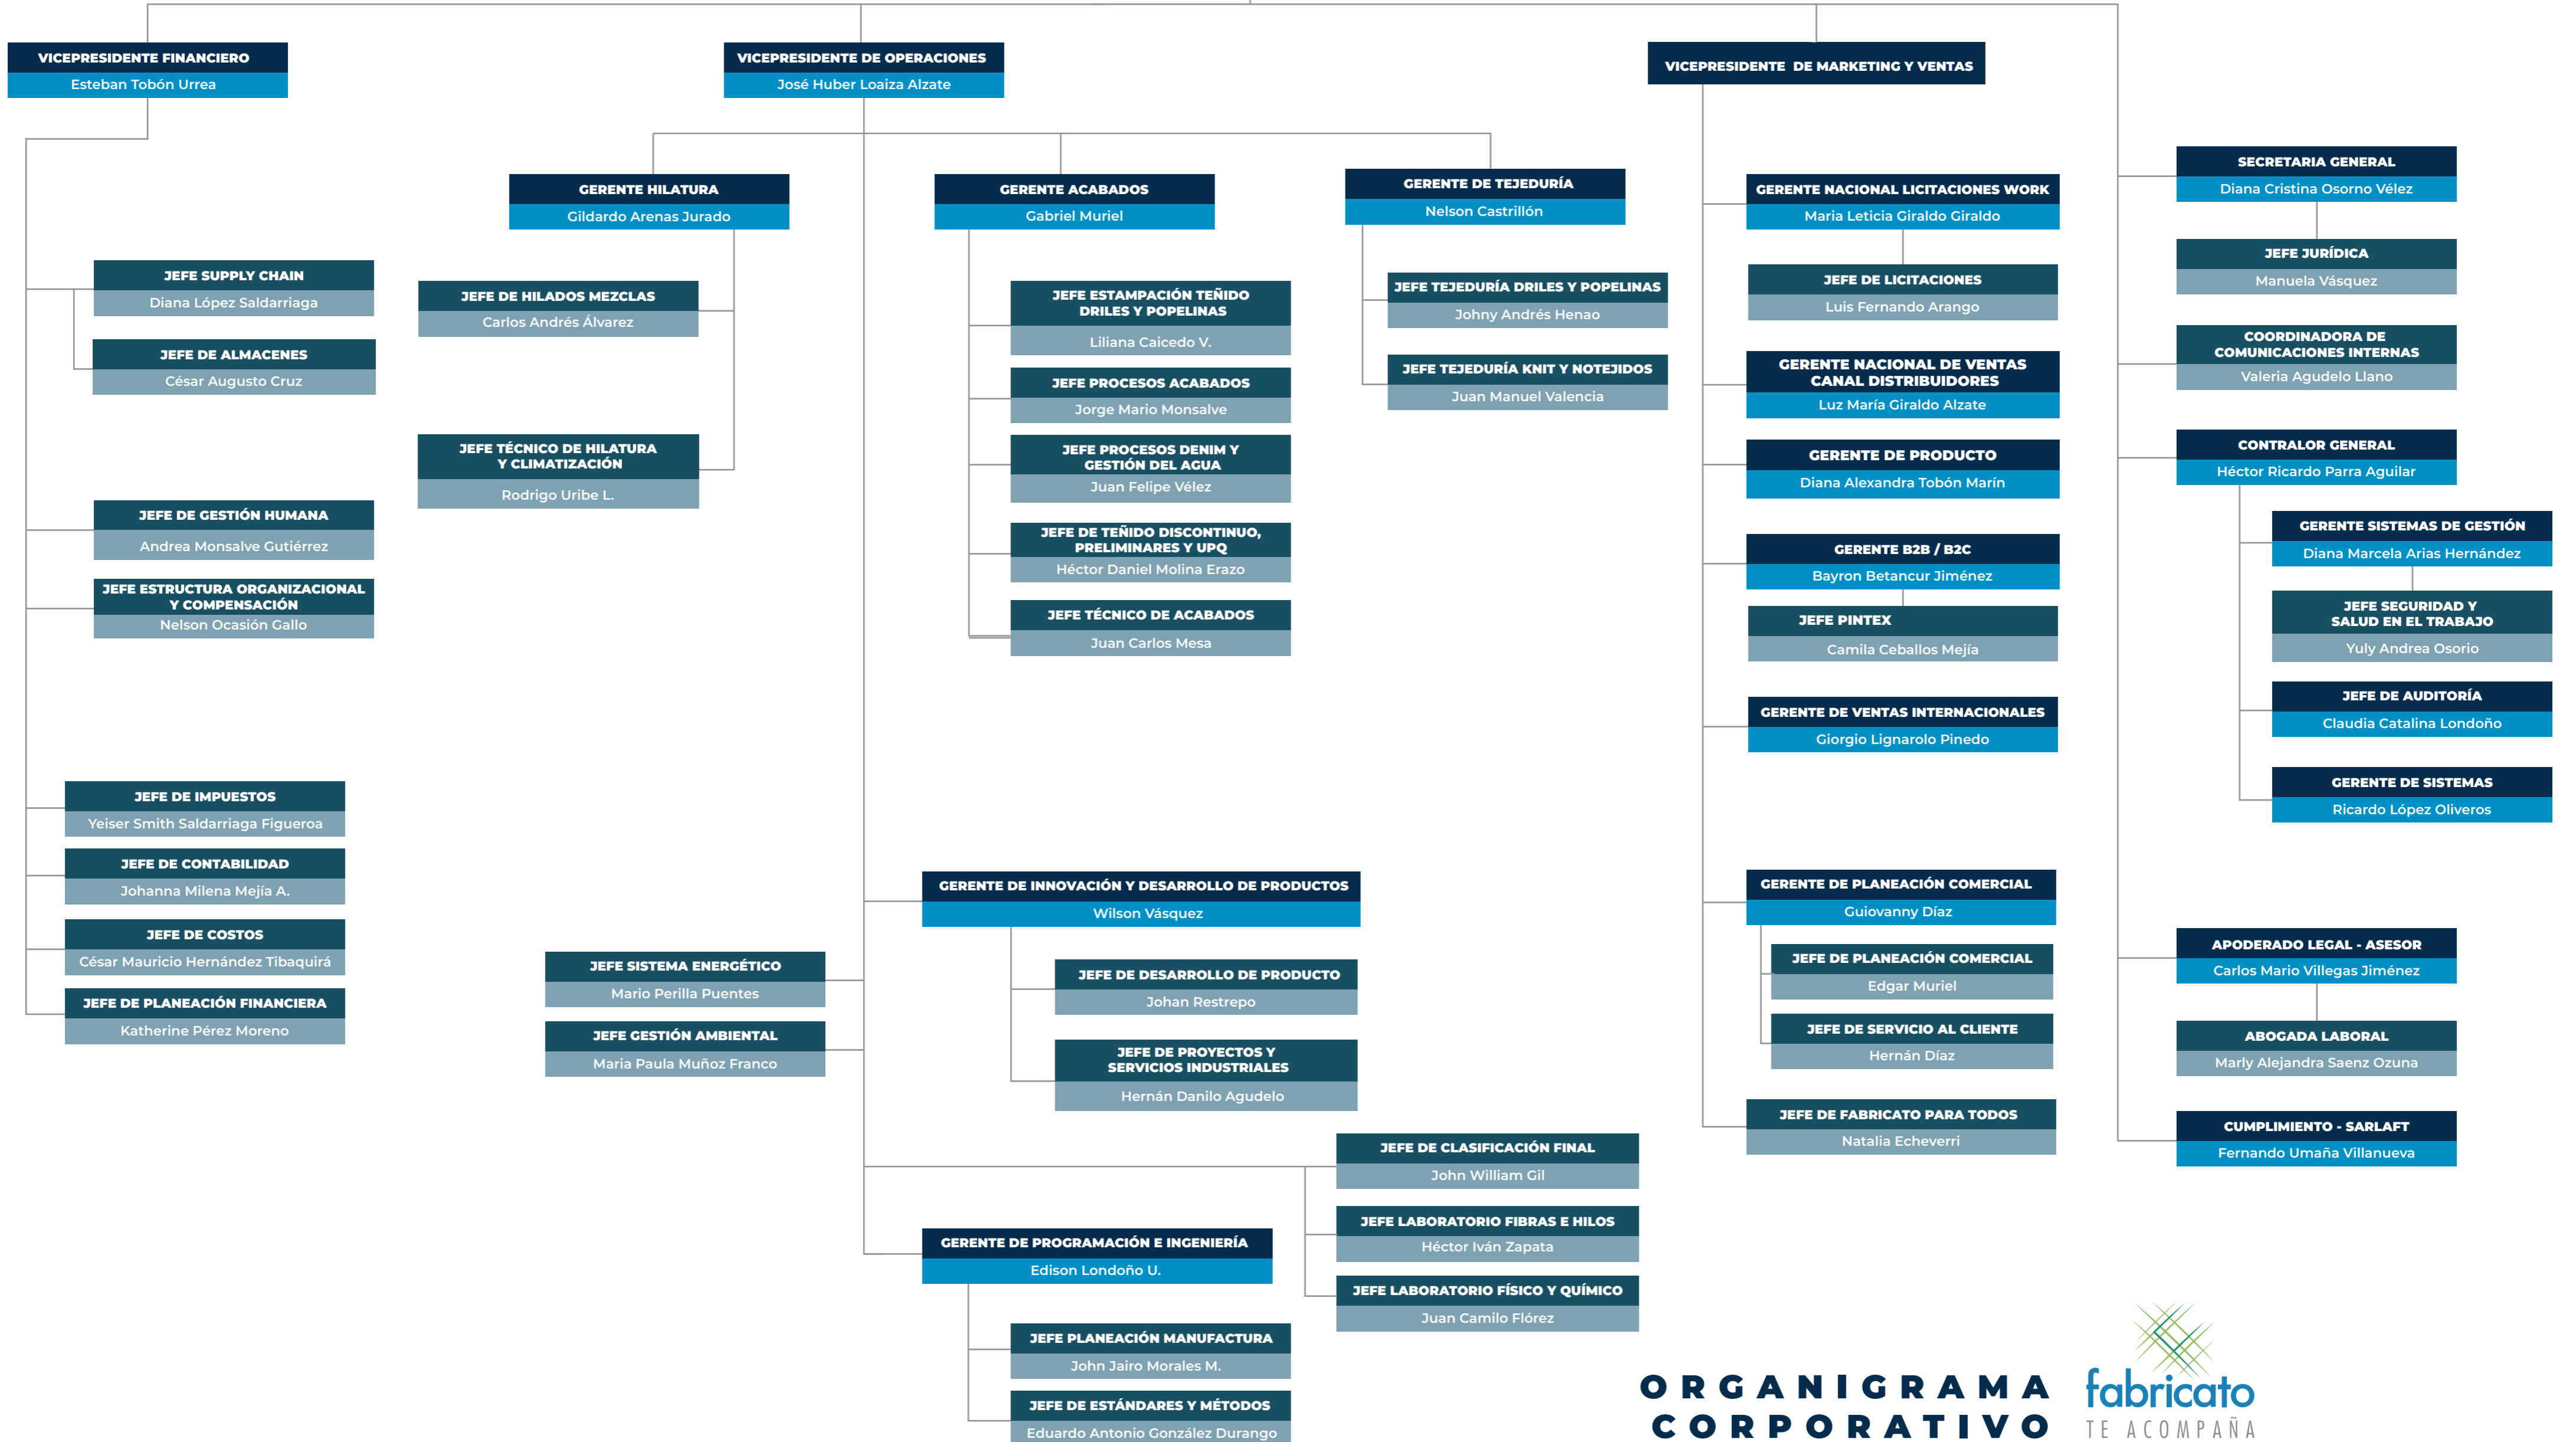 VICEPRESIDENTE FINANCIERO
Esteban Tobón Urrea
JEFE SUPPLY CHAIN
Diana López Saldarriaga
JEFE DE ALMACENES
César Augusto Cruz
JEFE DE GESTIÓN HUMANA
Andrea Monsalve Gutiérrez
JEFE ESTRUCTURA ORGANIZACIONAL
Y COMPENSACIÓN
Nelson Ocasión Gallo
JEFE DE IMPUESTOS
Yeiser Smith Saldarriaga Figueroa
JEFE DE CONTABILIDAD
Johanna Milena Mejía A.
JEFE DE COSTOS
César Mauricio Hernández Tibaquirá
JEFE DE PLANEACIÓN FINANCIERA
Katherine Pérez Moreno
VICEPRESIDENTE DE OPERACIONES
José Huber Loaiza Alzate
GERENTE HILATURA
Gildardo Arenas Jurado
JEFE DE HILADOS MEZCLAS
Carlos Andrés Álvarez
JEFE TÉCNICO DE HILATURA
Y CLIMATIZACIÓN
Rodrigo Uribe L.
GERENTE ACABADOS
Gabriel Muriel
JEFE ESTAMPACIÓN TEÑIDO
DRILES Y POPELINAS
Liliana Caicedo V.
JEFE PROCESOS ACABADOS
Jorge Mario Monsalve
JEFE PROCESOS DENIM Y
GESTIÓN DEL AGUA
Juan Felipe Vélez
JEFE DE TEÑIDO DISCONTINUO,
PRELIMINARES Y UPQ
Héctor Daniel Molina Erazo
JEFE TÉCNICO DE ACABADOS
Juan Carlos Mesa
GERENTE DE TEJEDURÍA
Nelson Castrillón
JEFE TEJEDURÍA DRILES Y POPELINAS
Johny Andrés Henao
JEFE TEJEDURÍA KNIT Y NOTEJIDOS
Juan Manuel Valencia
JEFE SISTEMA ENERGÉTICO
Mario Perilla Puentes
JEFE GESTIÓN AMBIENTAL
Maria Paula Muñoz Franco
GERENTE DE INNOVACIÓN Y DESARROLLO DE PRODUCTOS
Wilson Vásquez
JEFE DE DESARROLLO DE PRODUCTO
Johan Restrepo
JEFE DE PROYECTOS Y
SERVICIOS INDUSTRIALES
Hernán Danilo Agudelo
JEFE DE CLASIFICACIÓN FINAL
John William Gil
JEFE LABORATORIO FIBRAS E HILOS
Héctor Iván Zapata
JEFE LABORATORIO FÍSICO Y QUÍMICO
Juan Camilo Flórez
GERENTE DE PROGRAMACIÓN E INGENIERÍA
Edison Londoño U.
JEFE PLANEACIÓN MANUFACTURA
John Jairo Morales M.
JEFE DE ESTÁNDARES Y MÉTODOS
Eduardo Antonio González Durango
VICEPRESIDENTE DE MARKETING Y VENTAS
GERENTE NACIONAL LICITACIONES WORK
Maria Leticia Giraldo Giraldo
JEFE DE LICITACIONES
Luis Fernando Arango
GERENTE NACIONAL DE VENTAS
CANAL DISTRIBUIDORES
Luz María Giraldo Alzate
GERENTE DE PRODUCTO
Diana Alexandra Tobón Marín
GERENTE B2B / B2C
Bayron Betancur Jiménez
JEFE PINTEX
Camila Ceballos Mejía
GERENTE DE VENTAS INTERNACIONALES
Giorgio Lignarolo Pinedo
GERENTE DE PLANEACIÓN COMERCIAL
Guiovanny Díaz
JEFE DE PLANEACIÓN COMERCIAL
Edgar Muriel
JEFE DE SERVICIO AL CLIENTE
Hernán Díaz
JEFE DE FABRICATO PARA TODOS
Natalia Echeverri
SECRETARIA GENERAL
Diana Cristina Osorno Vélez
JEFE JURÍDICA
Manuela Vásquez
COORDINADORA DE
COMUNICACIONES INTERNAS
Valeria Agudelo Llano
CONTRALOR GENERAL
Héctor Ricardo Parra Aguilar
GERENTE SISTEMAS DE GESTIÓN
Diana Marcela Arias Hernández
JEFE SEGURIDAD Y
SALUD EN EL TRABAJO
Yuly Andrea Osorio
JEFE DE AUDITORÍA
Claudia Catalina Londoño
GERENTE DE SISTEMAS
Ricardo López Oliveros
APODERADO LEGAL - ASESOR
Carlos Mario Villegas Jiménez
ABOGADA LABORAL
Marly Alejandra Saenz Ozuna
CUMPLIMIENTO - SARLAFT
Fernando Umaña Villanueva
ORGANIGRAMA
CORPORATIVO
fabricato
TE ACOMPAÑA